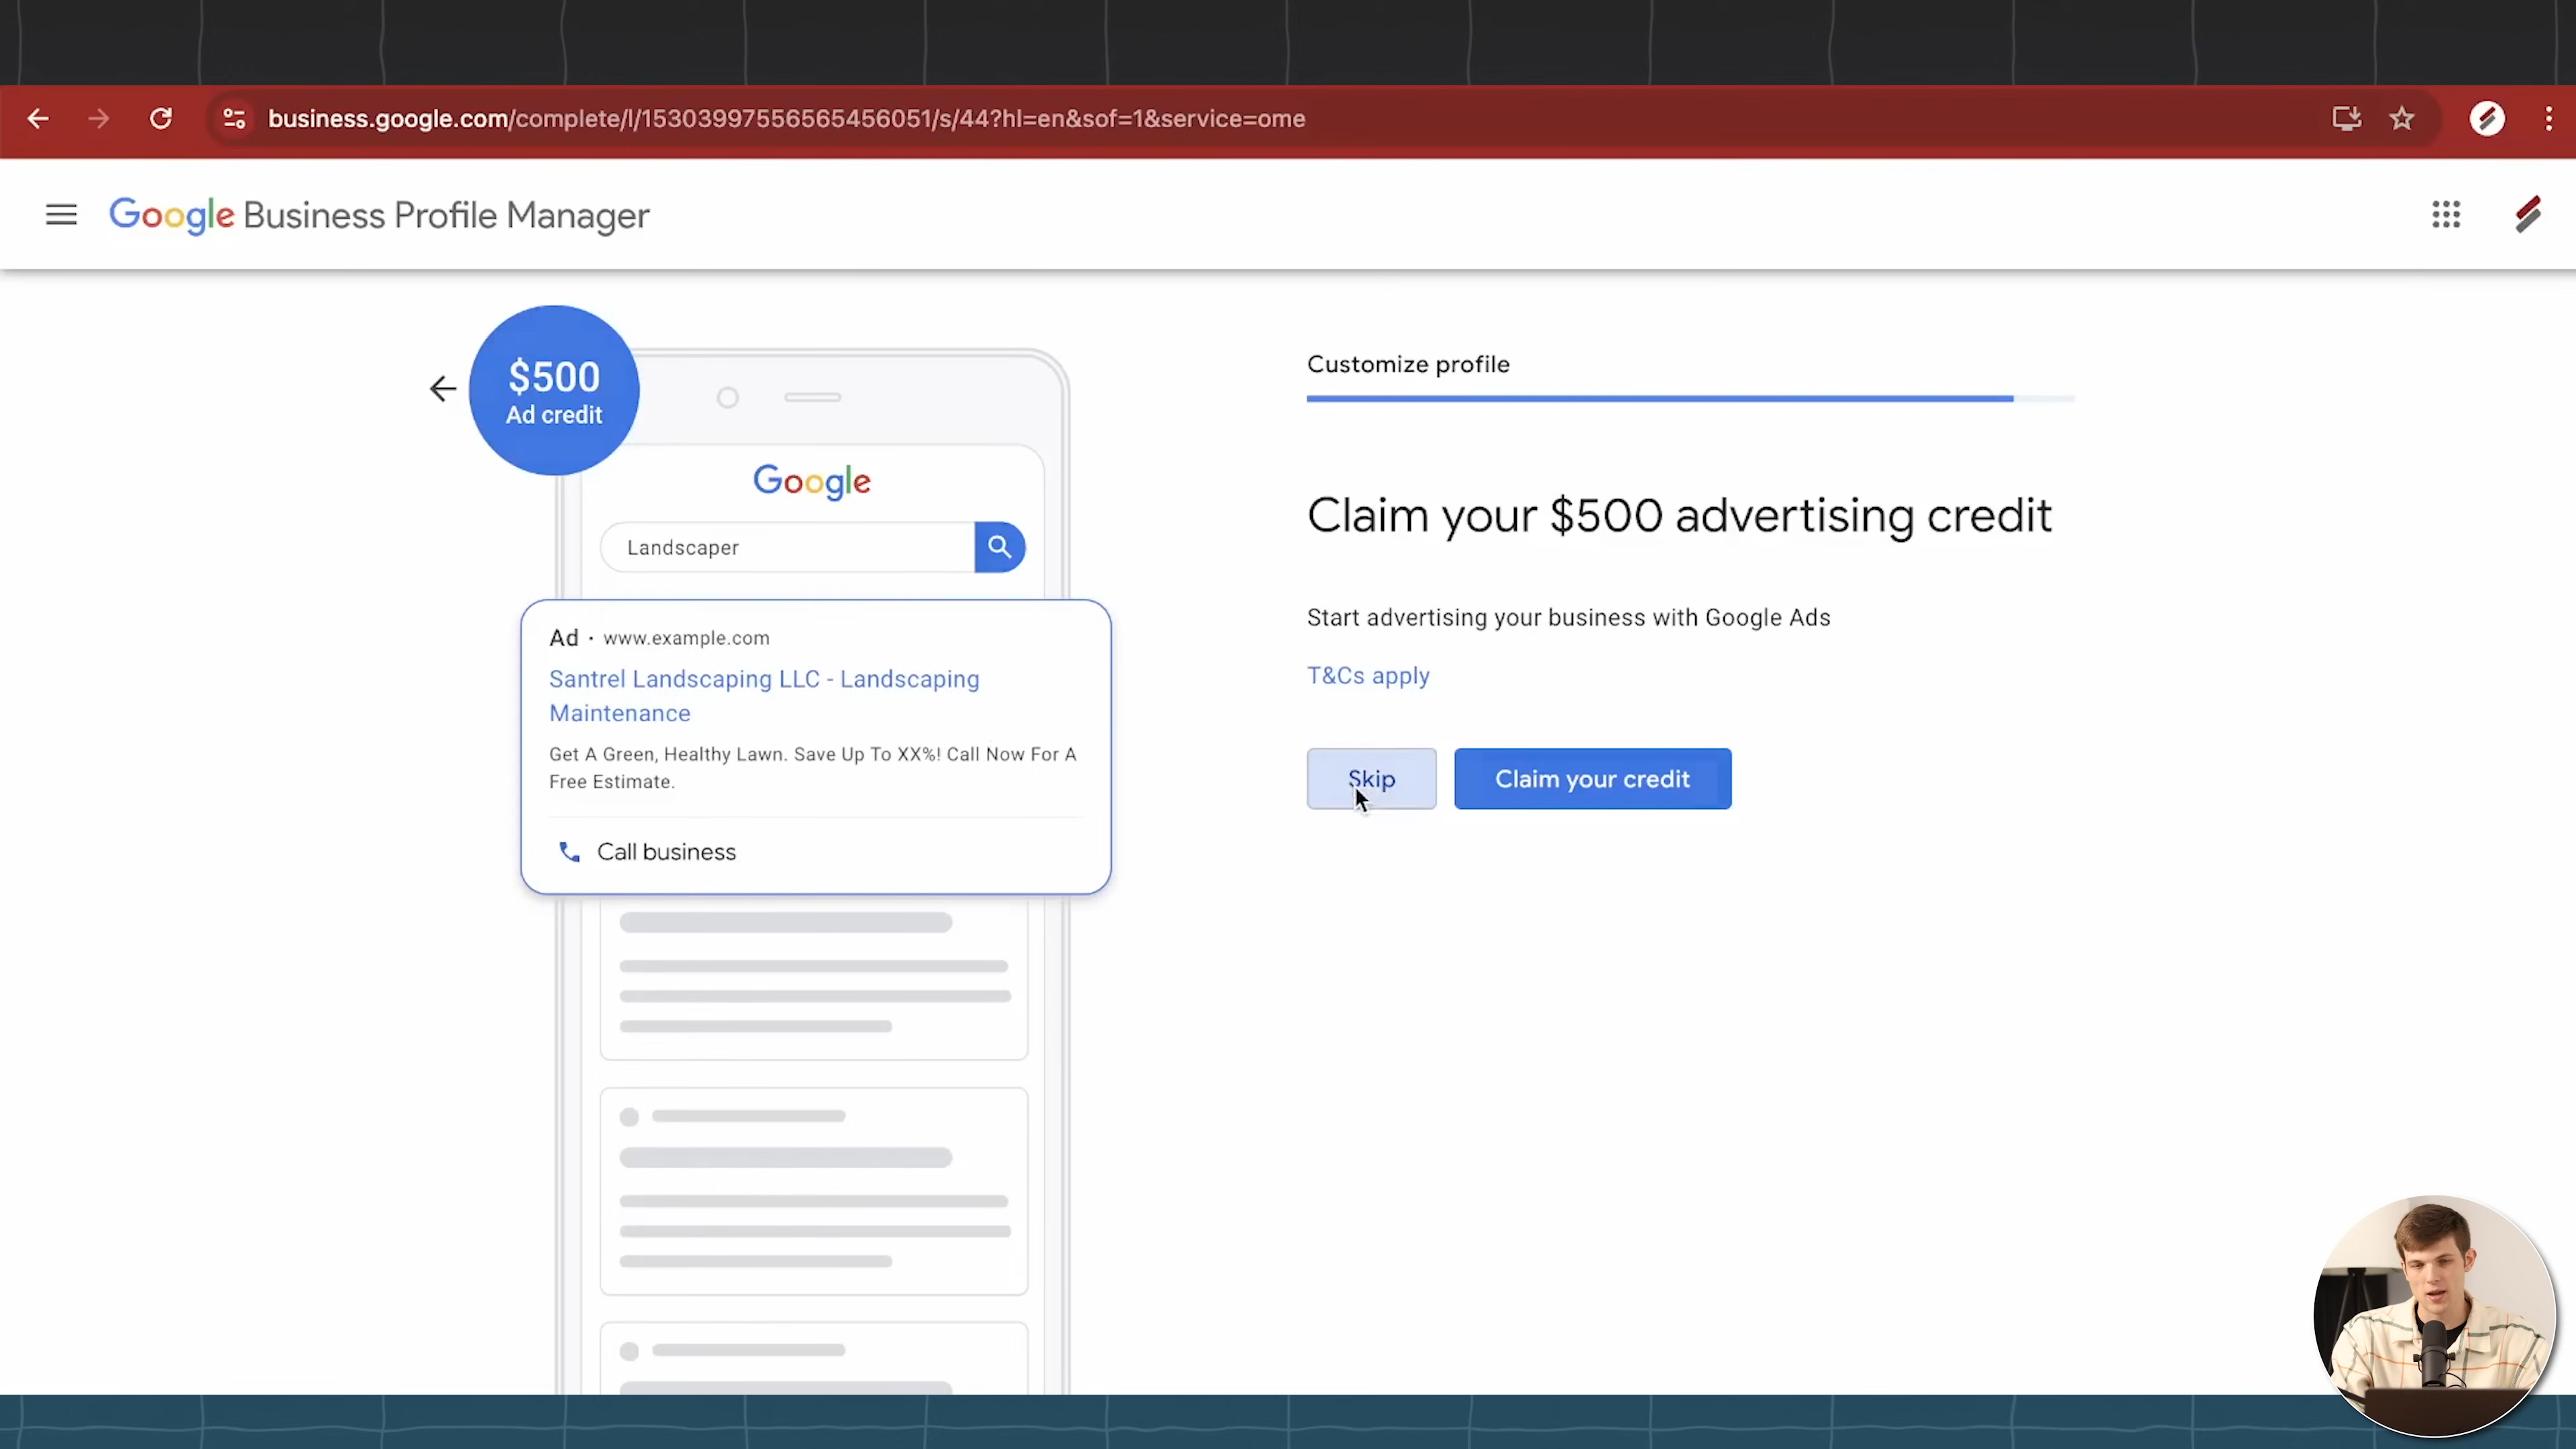 business.google.com/complete/l/15303997556565456051/s/44?hl=en&sof=1&service=ome
Google Business Profile Manager
$500
Ad credit
Google
Landscaper
Ad · www.example.com
Santrel Landscaping LLC - Landscaping
Maintenance
Get A Green, Healthy Lawn. Save Up To XX%! Call Now For A
Free Estimate.
Call business
Customize profile
Claim your $500 advertising credit
Start advertising your business with Google Ads
T&Cs apply
Skip
Claim your credit